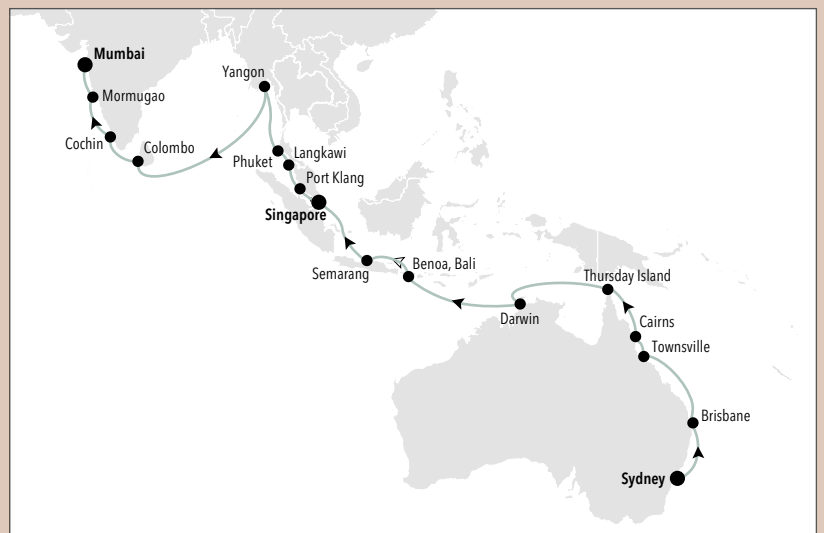 Mumbai
Yangon
Mormugao
Cochin
Colombo
Phuket
Langkawi
Port Klang
Singapore
Semarang
Benoa, Bali
Thursday Island
Darwin
Cairns
Townsville
Brisbane
Sydney